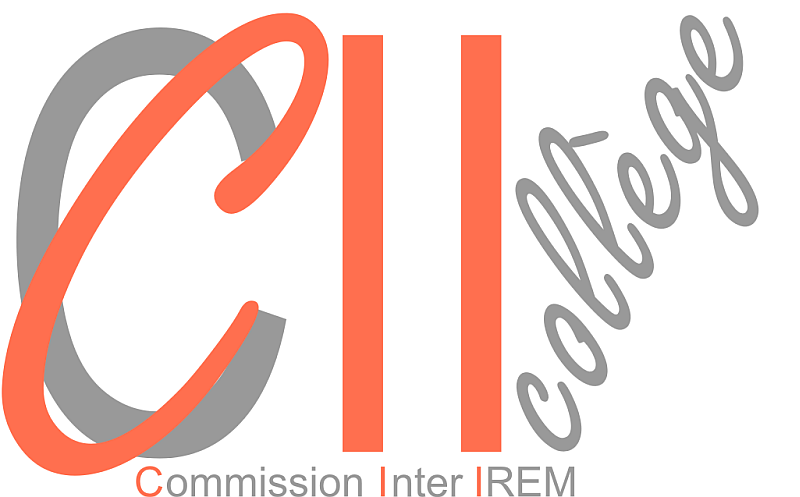 CII
collège
Commission Inter IREM